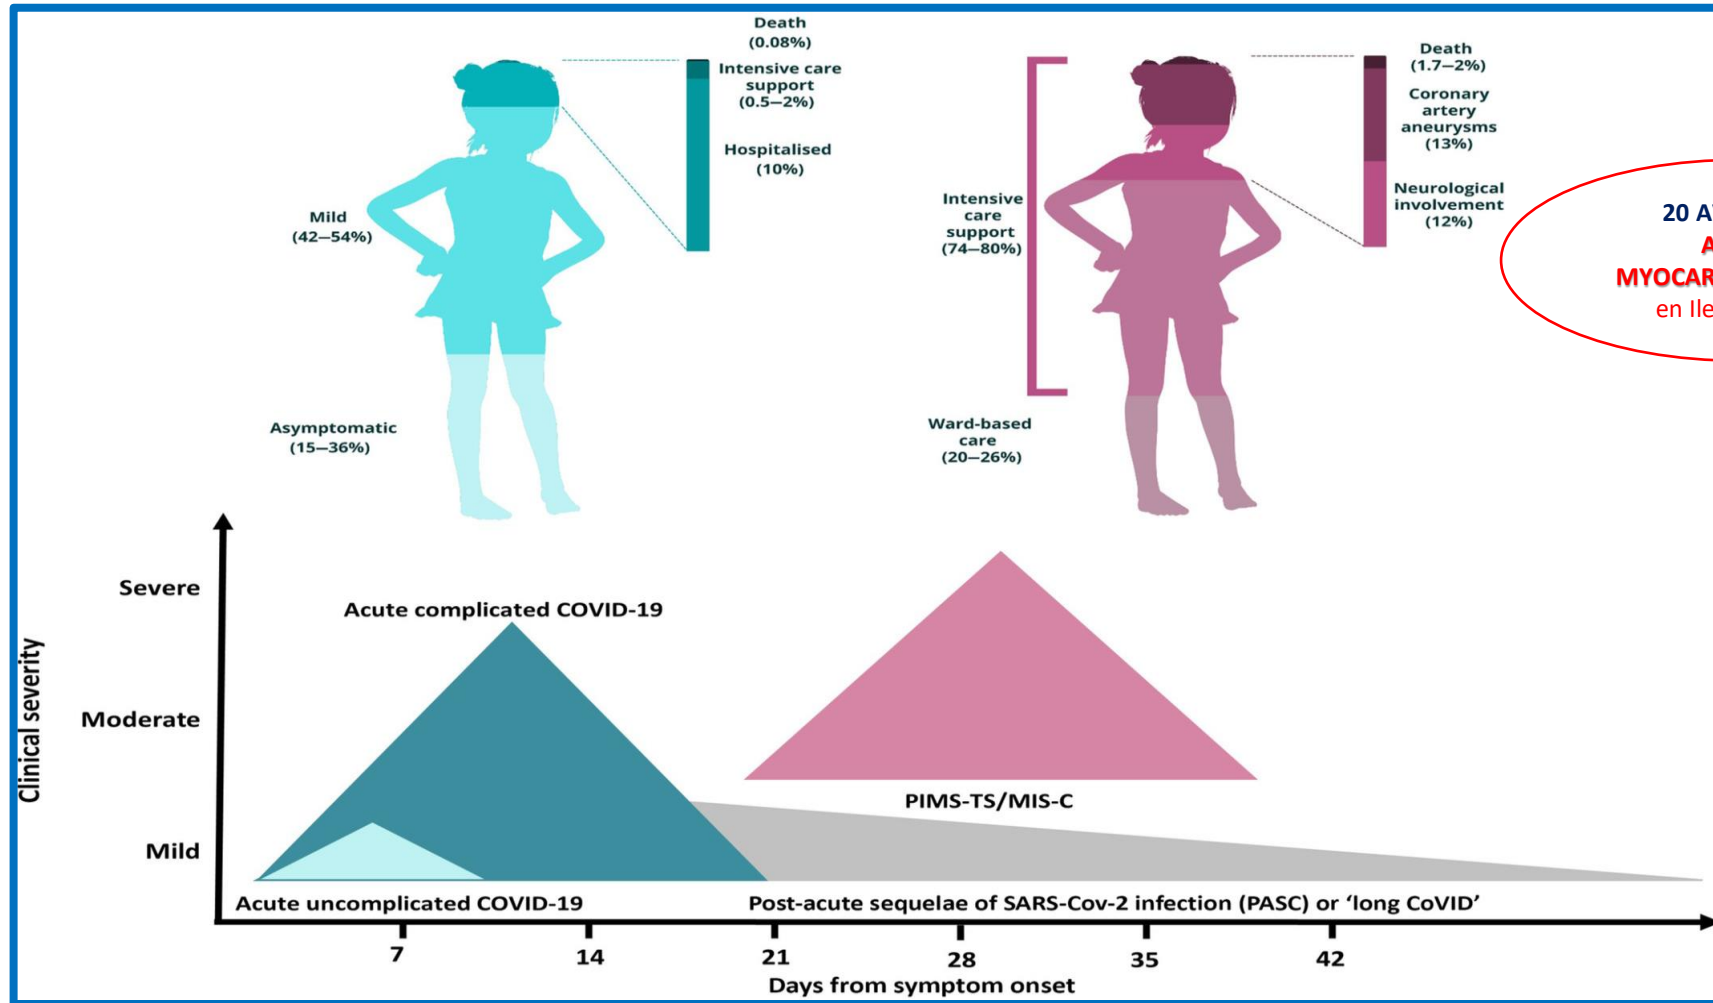 Death
(0.08%)
Intensive care
support
(0.5—2%)
Hospitalised
(10%)
Mild
(42—54%)
Asymptomatic
(15—36%)
Death
(1.7—2%)
Coronary
artery
aneurysms
(13%)
Neurological
involvement
(12%)
Intensive
care
support
(74—80%)
Ward-based
care
(20—26%)
20
en Ile
Clinical severity
Severe
Moderate
Mild
Acute complicated COVID-19
PIMS-TS/MIS-C
Acute uncomplicated COVID-19
Post-acute sequelae of SARS-Cov-2 infection (PASC) or ‘long CoVID’
7
14
21
28
35
42
Days from symptom onset